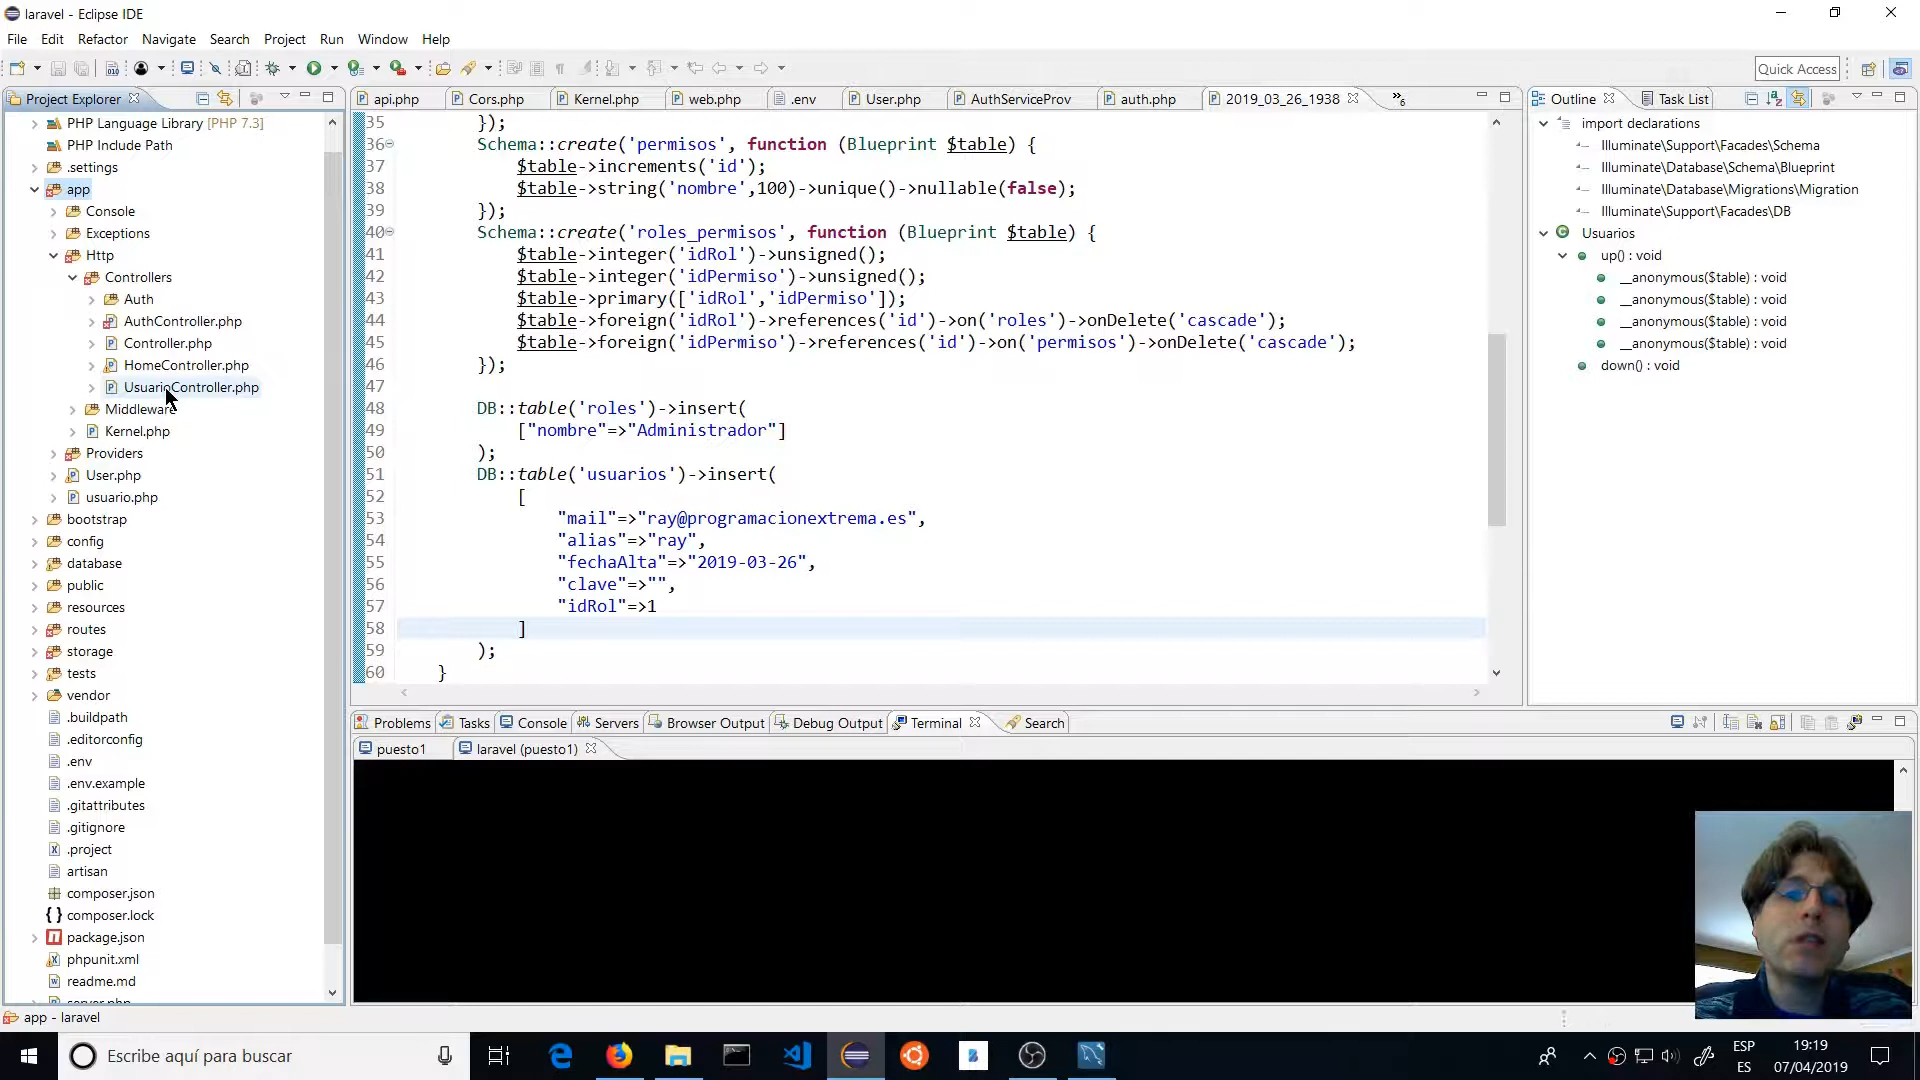 laravel - Eclipse IDE
File Edit Refactor Navigate Search Project Run Window Help
Quick Access
Project Explorer
api.php
Cors.php
Kernel.php
web.php
.env
User.php
AuthServiceProv
auth.php
2019_03_26_1938
»6
Outline
Task List
PHP Language Library [PHP 7.3]
PHP Include Path
.settings
app
Console
Exceptions
Http
Controllers
Auth
AuthController.php
Controller.php
HomeController.php
UsuarioController.php
Middleware
Kernel.php
Providers
User.php
usuario.php
bootstrap
config
database
public
resources
routes
storage
tests
vendor
.buildpath
.editorconfig
.env
.env.example
.gitattributes
.gitignore
.project
artisan
composer.json
composer.lock
package.json
phpunit.xml
readme.md
server.php
35 });
36 Schema::create('permisos', function (Blueprint $table) {
37 $table->increments('id');
38 $table->string('nombre',100)->unique()->nullable(false);
39 });
40 Schema::create('roles_permisos', function (Blueprint $table) {
41 $table->integer('idRol')->unsigned();
42 $table->integer('idPermiso')->unsigned();
43 $table->primary(['idRol','idPermiso']);
44 $table->foreign('idRol')->references('id')->on('roles')->onDelete('cascade');
45 $table->foreign('idPermiso')->references('id')->on('permisos')->onDelete('cascade');
46 });
47
48 DB::table('roles')->insert(
49 ["nombre"=>"Administrador"]
50 );
51 DB::table('usuarios')->insert(
52 [
53 "mail"=>"ray@programacionextrema.es",
54 "alias"=>"ray",
55 "fechaAlta"=>"2019-03-26",
56 "clave"=>"",
57 "idRol"=>1
58 ]
59 );
60 }
import declarations
Illuminate\Support\Facades\Schema
Illuminate\Database\Schema\Blueprint
Illuminate\Database\Migrations\Migration
Illuminate\Support\Facades\DB
Usuarios
up() : void
__anonymous($table) : void
__anonymous($table) : void
__anonymous($table) : void
__anonymous($table) : void
down() : void
Problems
Tasks
Console
Servers
Browser Output
Debug Output
Terminal
Search
puesto1
laravel (puesto1)
app - laravel
Escribe aquí para buscar
ESP
ES
19:19
07/04/2019